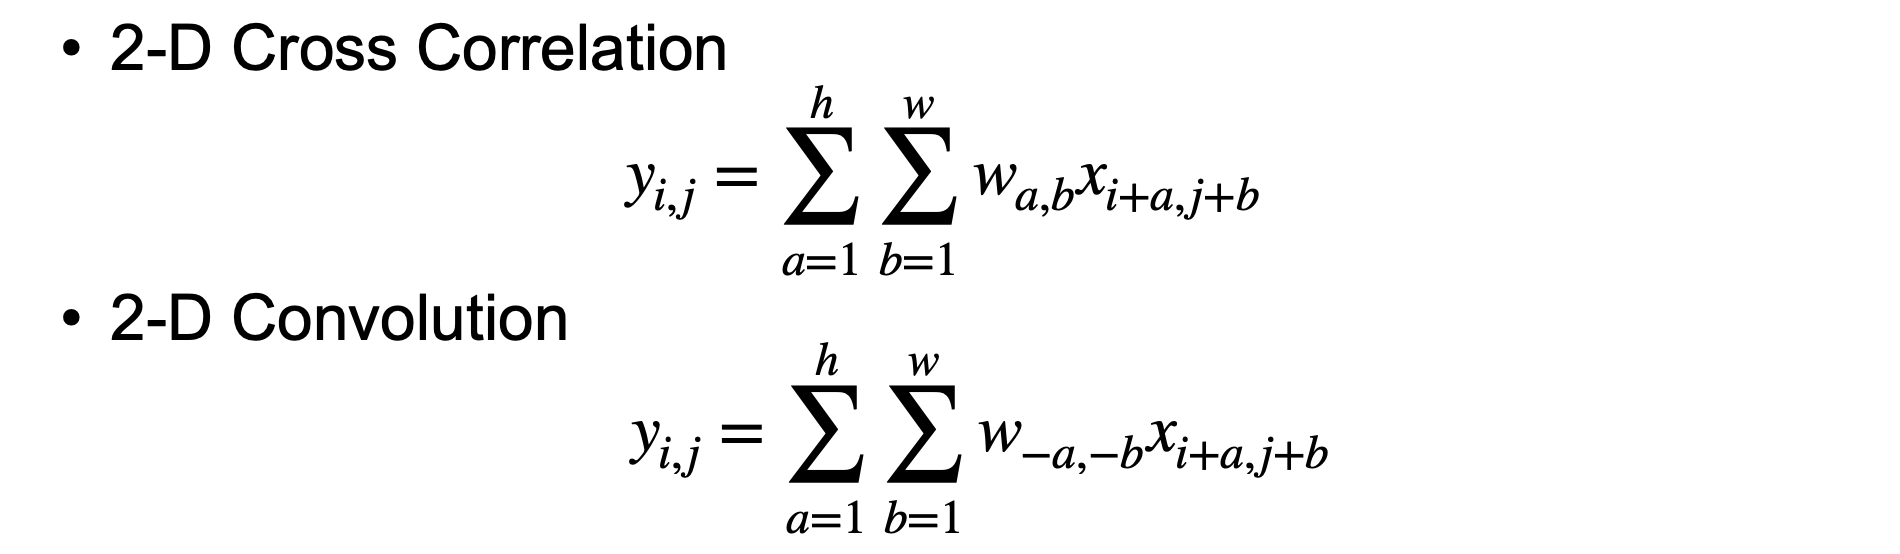 • 2-D Cross Correlation
$y_{i,j} = \sum_{a=1}^{h} \sum_{b=1}^{w} w_{a,b} x_{i+a,j+b}$
• 2-D Convolution
$y_{i,j} = \sum_{a=1}^{h} \sum_{b=1}^{w} w_{-a,-b} x_{i+a,j+b}$